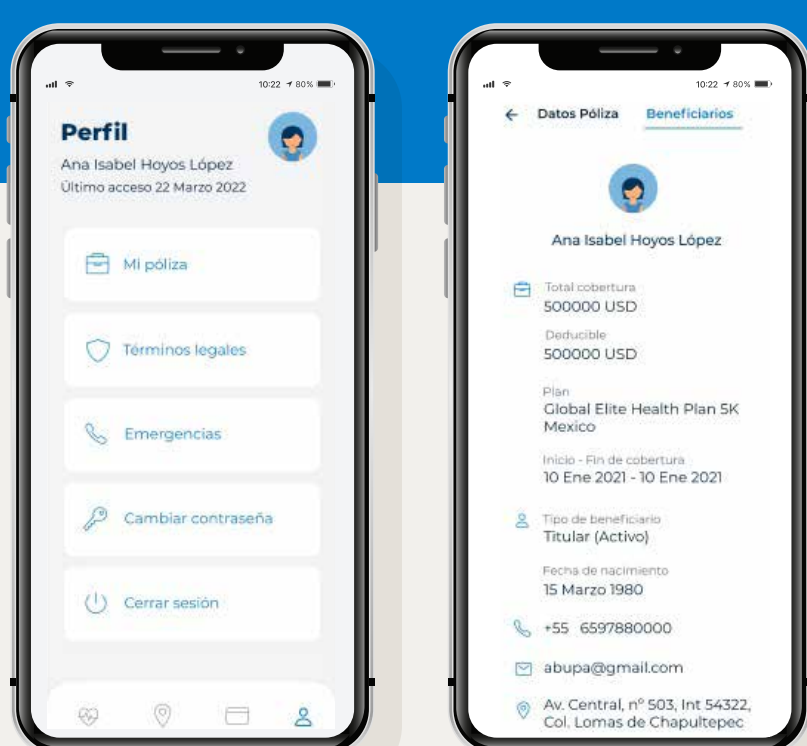 10:22 80%
Perfil
Ana Isabel Hoyos López
Último acceso 22 Marzo 2022
Mi póliza
Términos legales
Emergencias
Cambiar contraseña
Cerrar sesión
10:22 80%
Datos Póliza Beneficiarios
Ana Isabel Hoyos López
Total cobertura
500000 USD
Deducible
500000 USD
Plan
Global Elite Health Plan 5K
Mexico
Inicio - Fin de cobertura
10 Ene 2021 - 10 Ene 2021
Tipo de beneficiario
Titular (Activo)
Fecha de nacimiento
15 Marzo 1980
+55 6597880000
abupa@gmail.com
Av. Central, nº 503, Int 54322,
Col. Lomas de Chapultepec